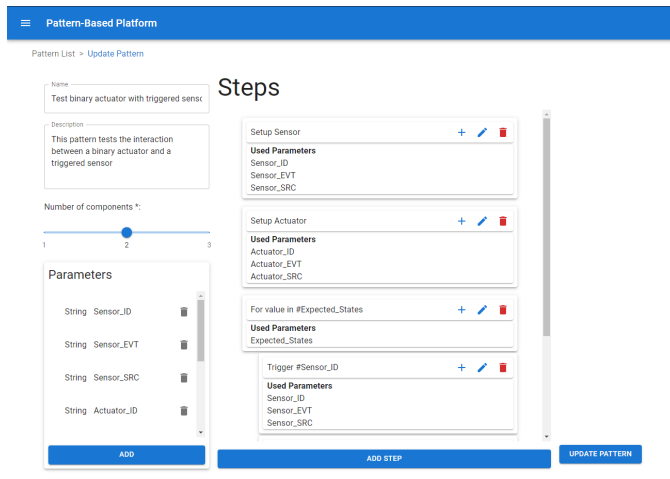 Pattern-Based Platform
Pattern List > Update Pattern
Name
Test binary actuator with triggered senso
Description
This pattern tests the interaction
between a binary actuator and a
triggered sensor
Number of components *:
1 2 3
Parameters
String Sensor_ID
String Sensor_EVT
String Sensor_SRC
String Actuator_ID
ADD
Steps
Setup Sensor
Used Parameters
Sensor_ID
Sensor_EVT
Sensor_SRC
Setup Actuator
Used Parameters
Actuator_ID
Actuator_EVT
Actuator_SRC
For value in #Expected_States
Used Parameters
Expected_States
Trigger #Sensor_ID
Used Parameters
Sensor_ID
Sensor_EVT
Sensor_SRC
ADD STEP
UPDATE PATTERN